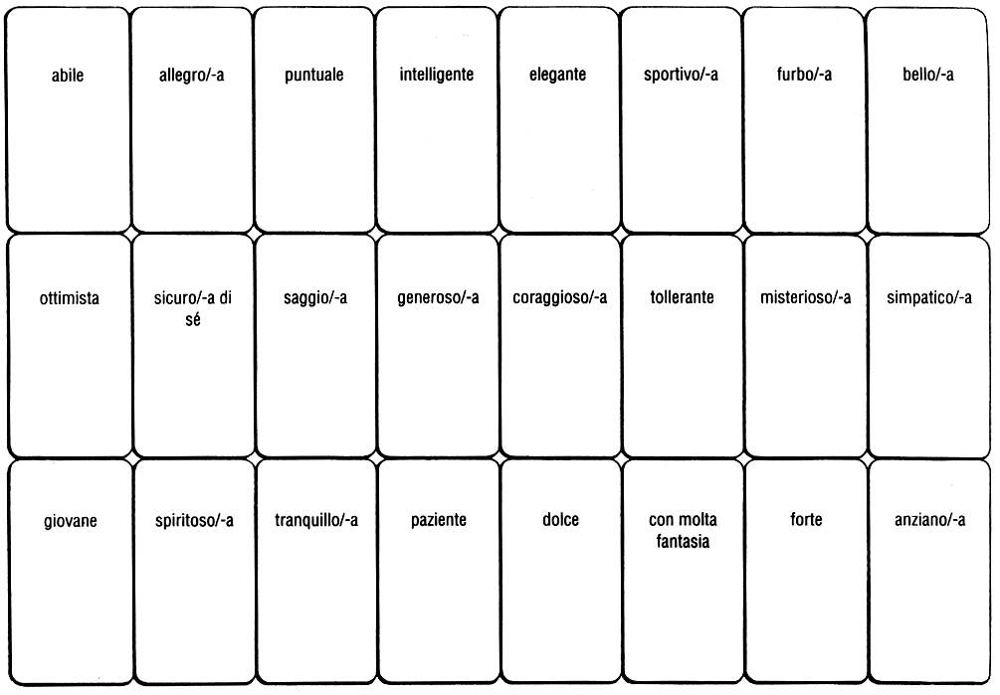 abile
allegro/-a
puntuale
intelligente
elegante
sportivo/-a
furbo/-a
bello/-a
ottimista
sicuro/-a di
sé
saggio/-a
generoso/-a
coraggioso/-a
tollerante
misterioso/-a
simpatico/-a
giovane
spiritoso/-a
tranquillo/-a
paziente
dolce
con molta
fantasia
forte
anziano/-a